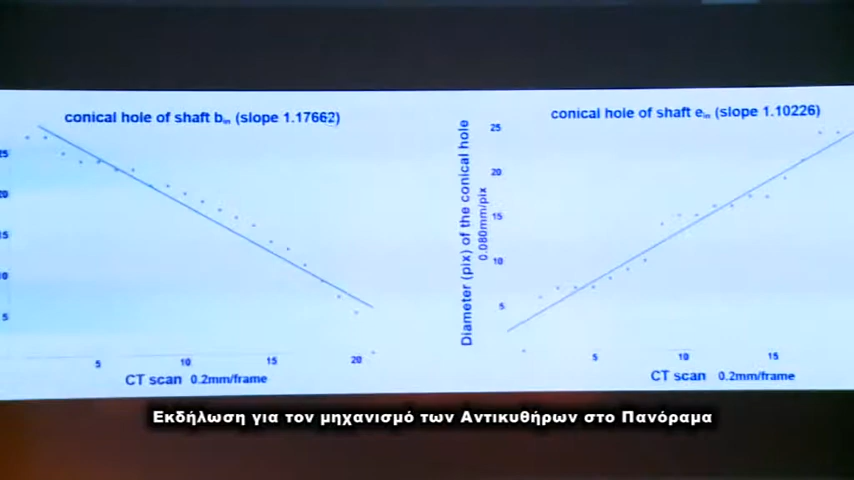 conical hole of shaft bin (slope 1.17662)
25
20
15
10
5
5 10 15 20
CT scan 0.2mm/frame
conical hole of shaft ein (slope 1.10226)
Diameter (pix) of the conical hole
0.080mm/pix
25
20
15
10
5
5 10 15
CT scan 0.2mm/frame
Εκδήλωση για τον μηχανισμό των Αντικυθήρων στο Πανόραμα